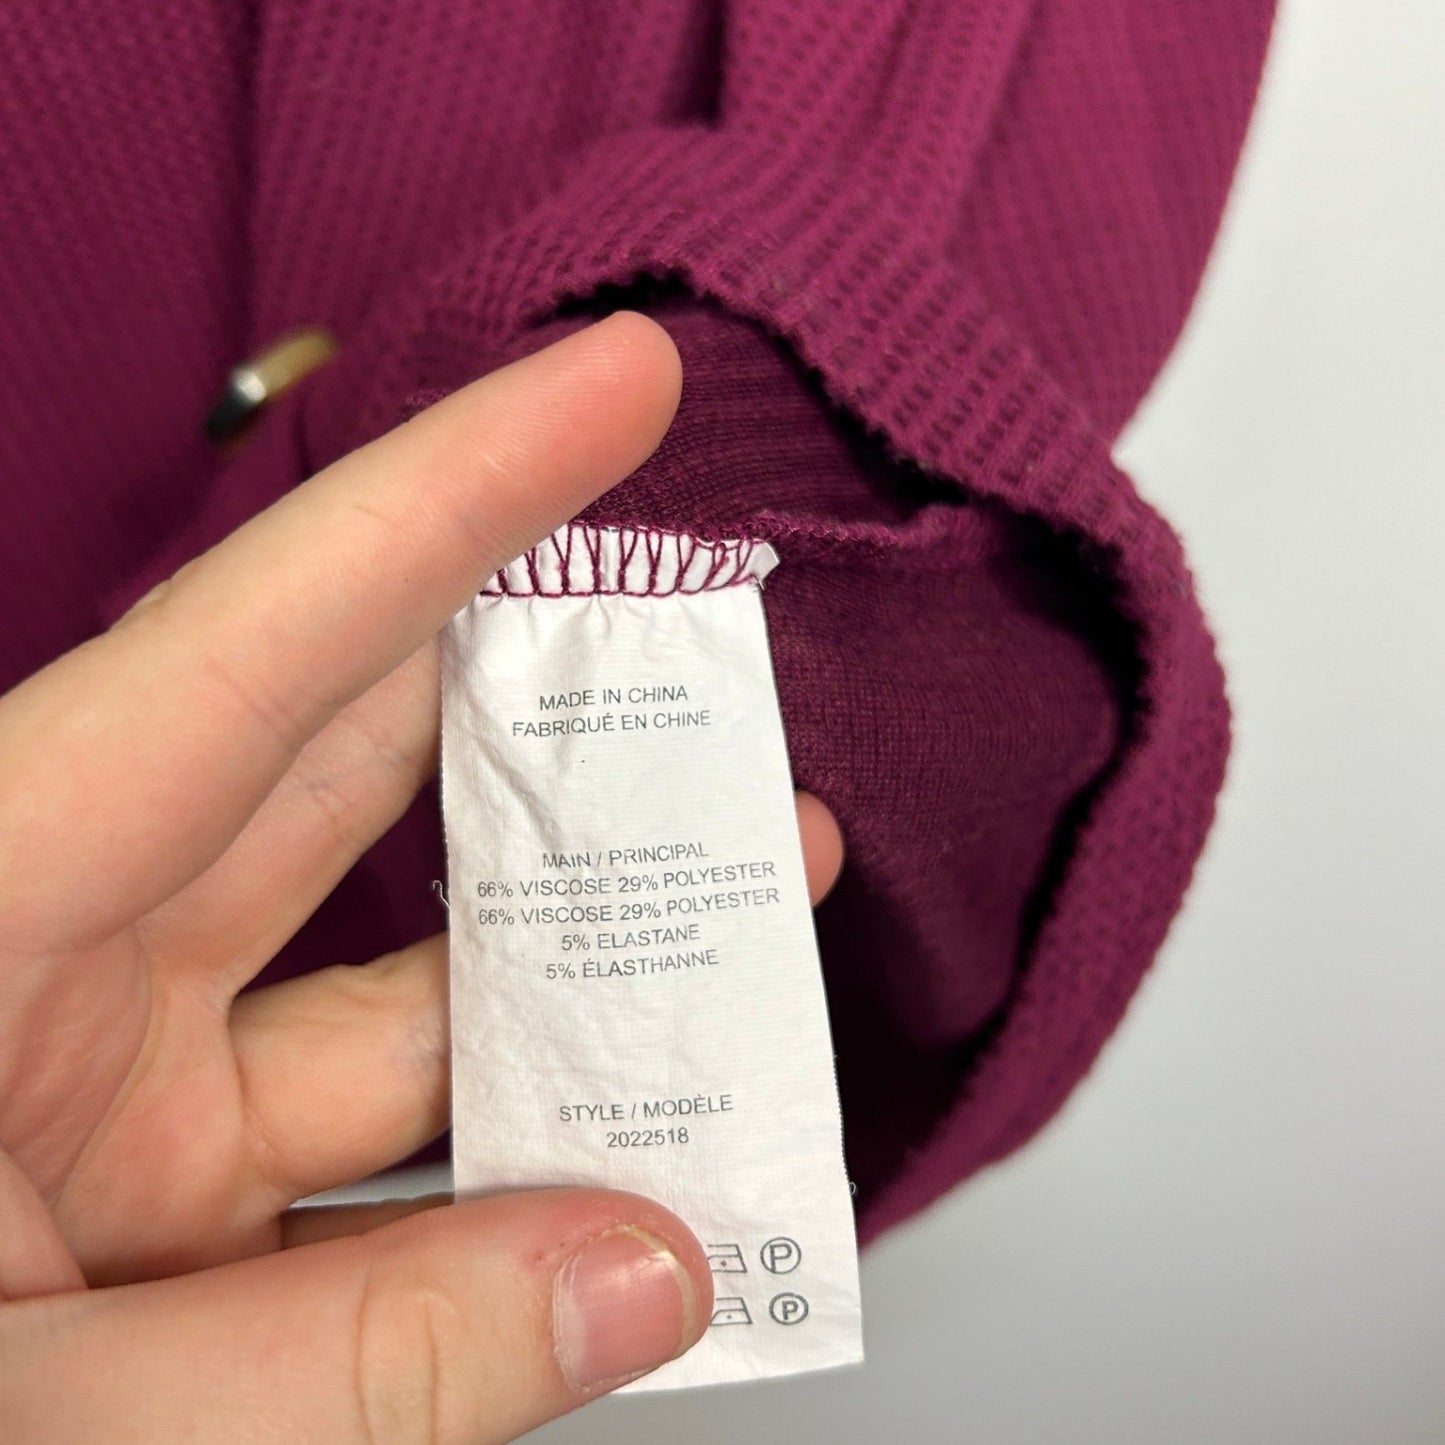 MADE IN CHINA
FABRIQUÉ EN CHINE
MAIN / PRINCIPAL
66% VISCOSE 29% POLYESTER
66% VISCOSE 29% POLYESTER
5% ELASTANE
5% ÉLASTHANNE
STYLE / MODÈLE
2022518
P
P